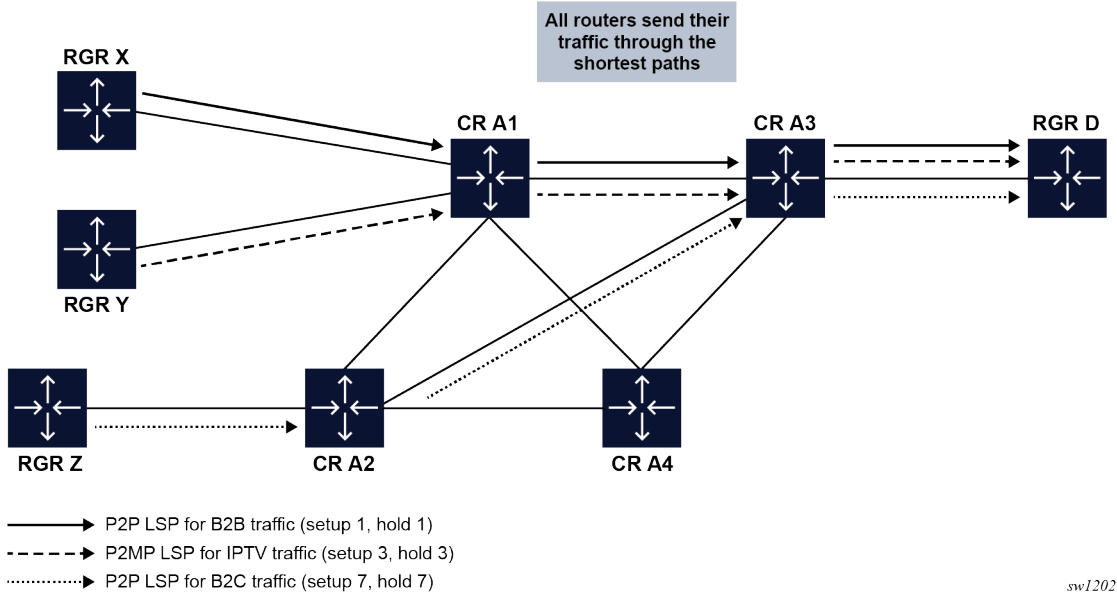 All routers send their
traffic through the
shortest paths
RGR X
CR A1
CR A3
RGR D
RGR Y
RGR Z
CR A2
CR A4
P2P LSP for B2B traffic (setup 1, hold 1)
P2MP LSP for IPTV traffic (setup 3, hold 3)
P2P LSP for B2C traffic (setup 7, hold 7)
sw1202